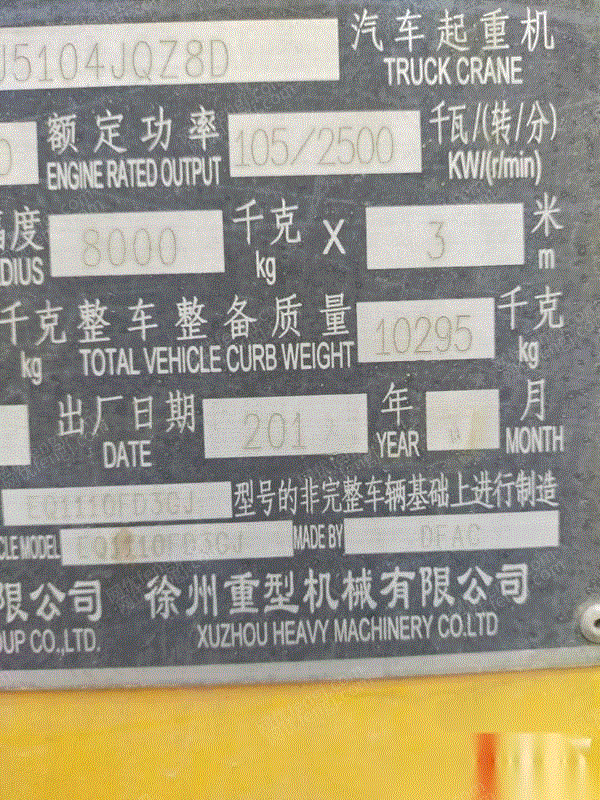 J5104JQZ8D 汽车起重机
TRUCK CRANE
额定功率 105/2500 千瓦/(转/分)
ENGINE RATED OUTPUT KW/(r/min)
度 8000 千克 X 3 米
DIUS kg m
千克 整车整备质量 10295 千克
kg TOTAL VEHICLE CURB WEIGHT kg
出厂日期 201 年 月
DATE YEAR MONTH
EQ1110FD3GJ 型号的非完整车辆基础上进行制造
CLE MODEL EQ1110FD3GJ MADE BY DFAC
限公司 徐州重型机械有限公司
OUP CO.,LTD. XUZHOU HEAVY MACHINERY CO.LTD